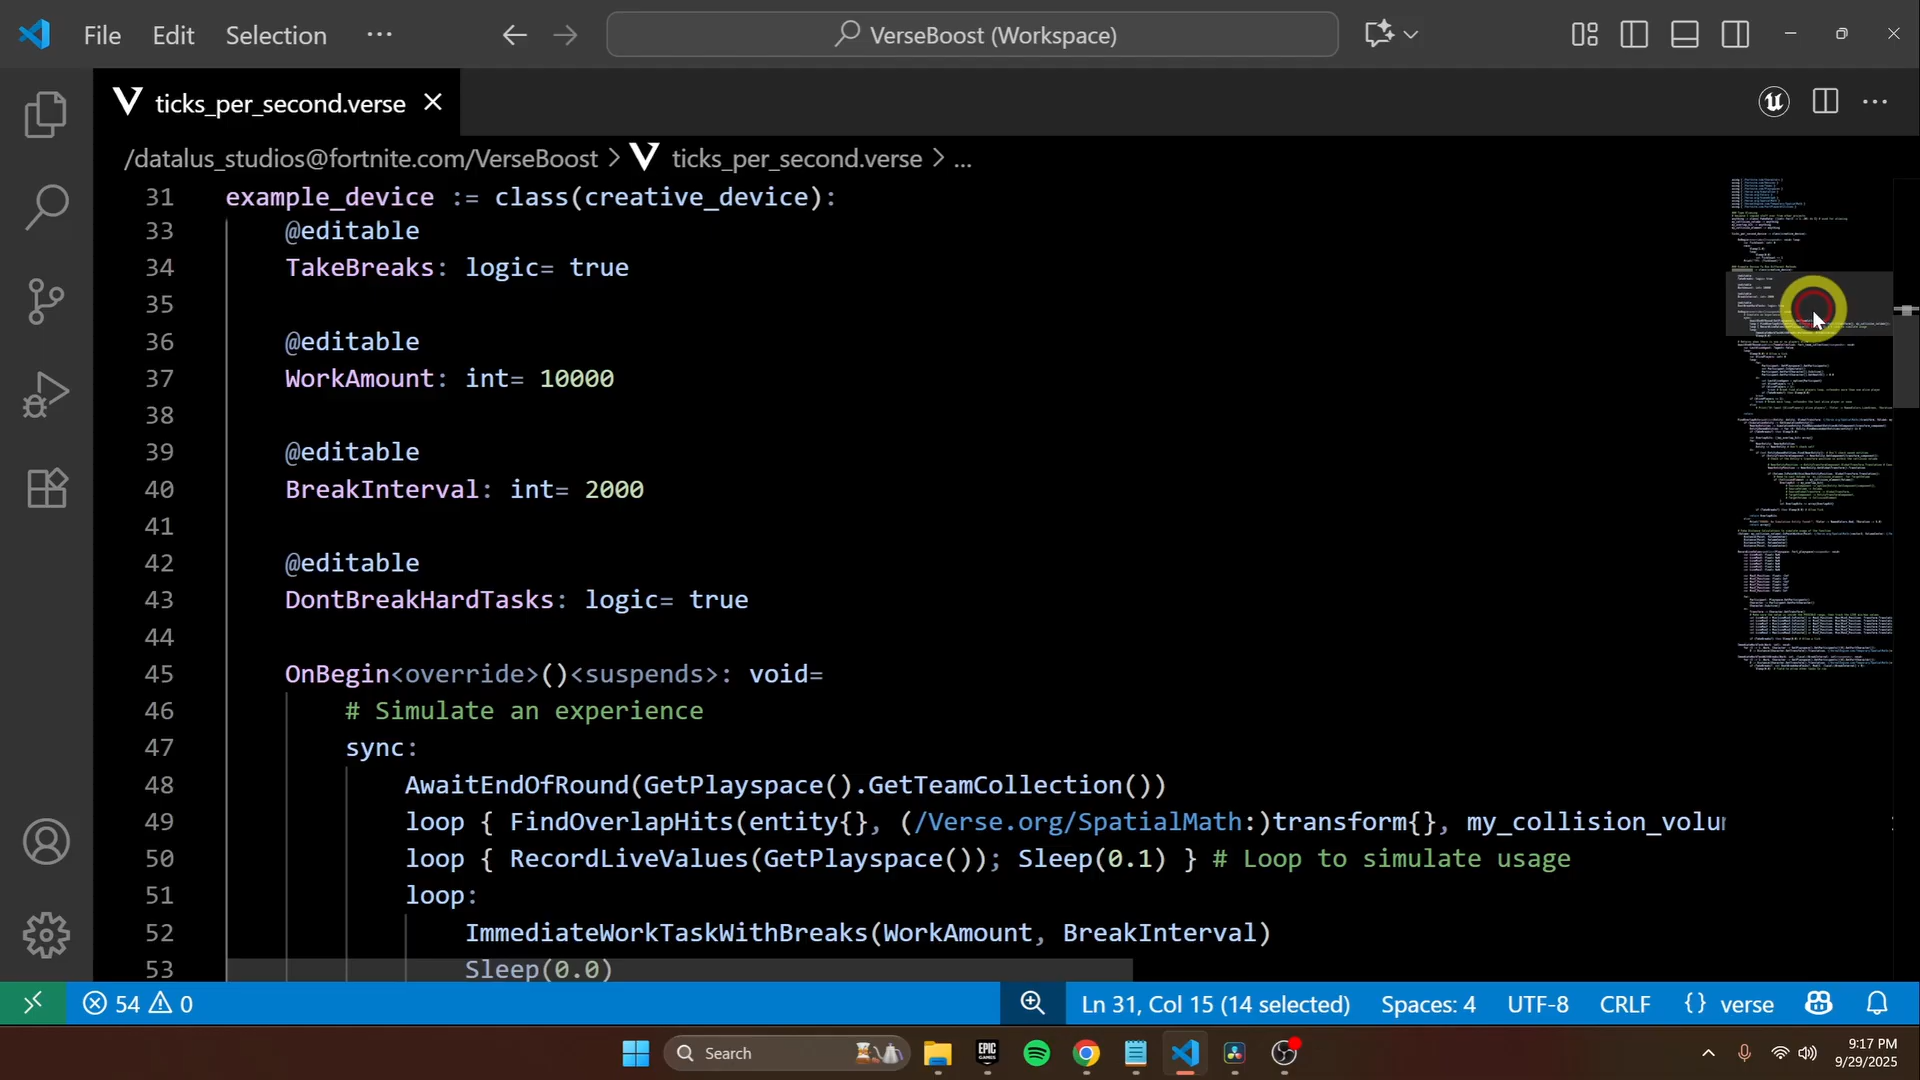 File Edit Selection ··· VerseBoost (Workspace)
ticks_per_second.verse
/datalus_studios@fortnite.com/VerseBoost > ticks_per_second.verse > ...
31 example_device := class(creative_device):
33 @editable
34 TakeBreaks: logic= true
35
36 @editable
37 WorkAmount: int= 10000
38
39 @editable
40 BreakInterval: int= 2000
41
42 @editable
43 DontBreakHardTasks: logic= true
44
45 OnBegin<override>()<suspends>: void=
46 # Simulate an experience
47 sync:
48 AwaitEndOfRound(GetPlayspace().GetTeamCollection())
49 loop { FindOverlapHits(entity{}, (/Verse.org/SpatialMath:)transform{}, my_collision_volu
50 loop { RecordLiveValues(GetPlayspace()); Sleep(0.1) } # Loop to simulate usage
51 loop:
52 ImmediateWorkTaskWithBreaks(WorkAmount, BreakInterval)
53 Sleep(0.0)
54 0 Ln 31, Col 15 (14 selected) Spaces: 4 UTF-8 CRLF {} verse
Search EPIC GAMES 9:17 PM
9/29/2025